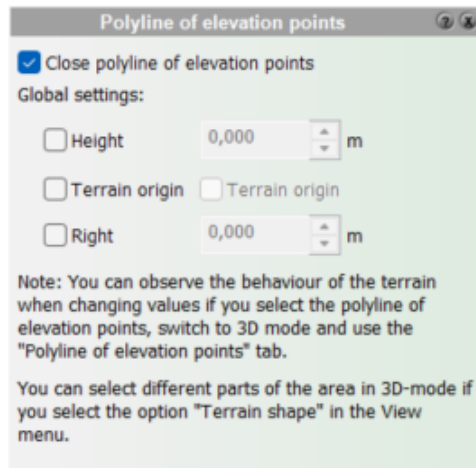 Polyline of elevation points
Close polyline of elevation points
Global settings:
Height 0,000 m
Terrain origin Terrain origin
Right 0,000 m
Note: You can observe the behaviour of the terrain
when changing values if you select the polyline of
elevation points, switch to 3D mode and use the
"Polyline of elevation points" tab.
You can select different parts of the area in 3D-mode if
you select the option "Terrain shape" in the View
menu.